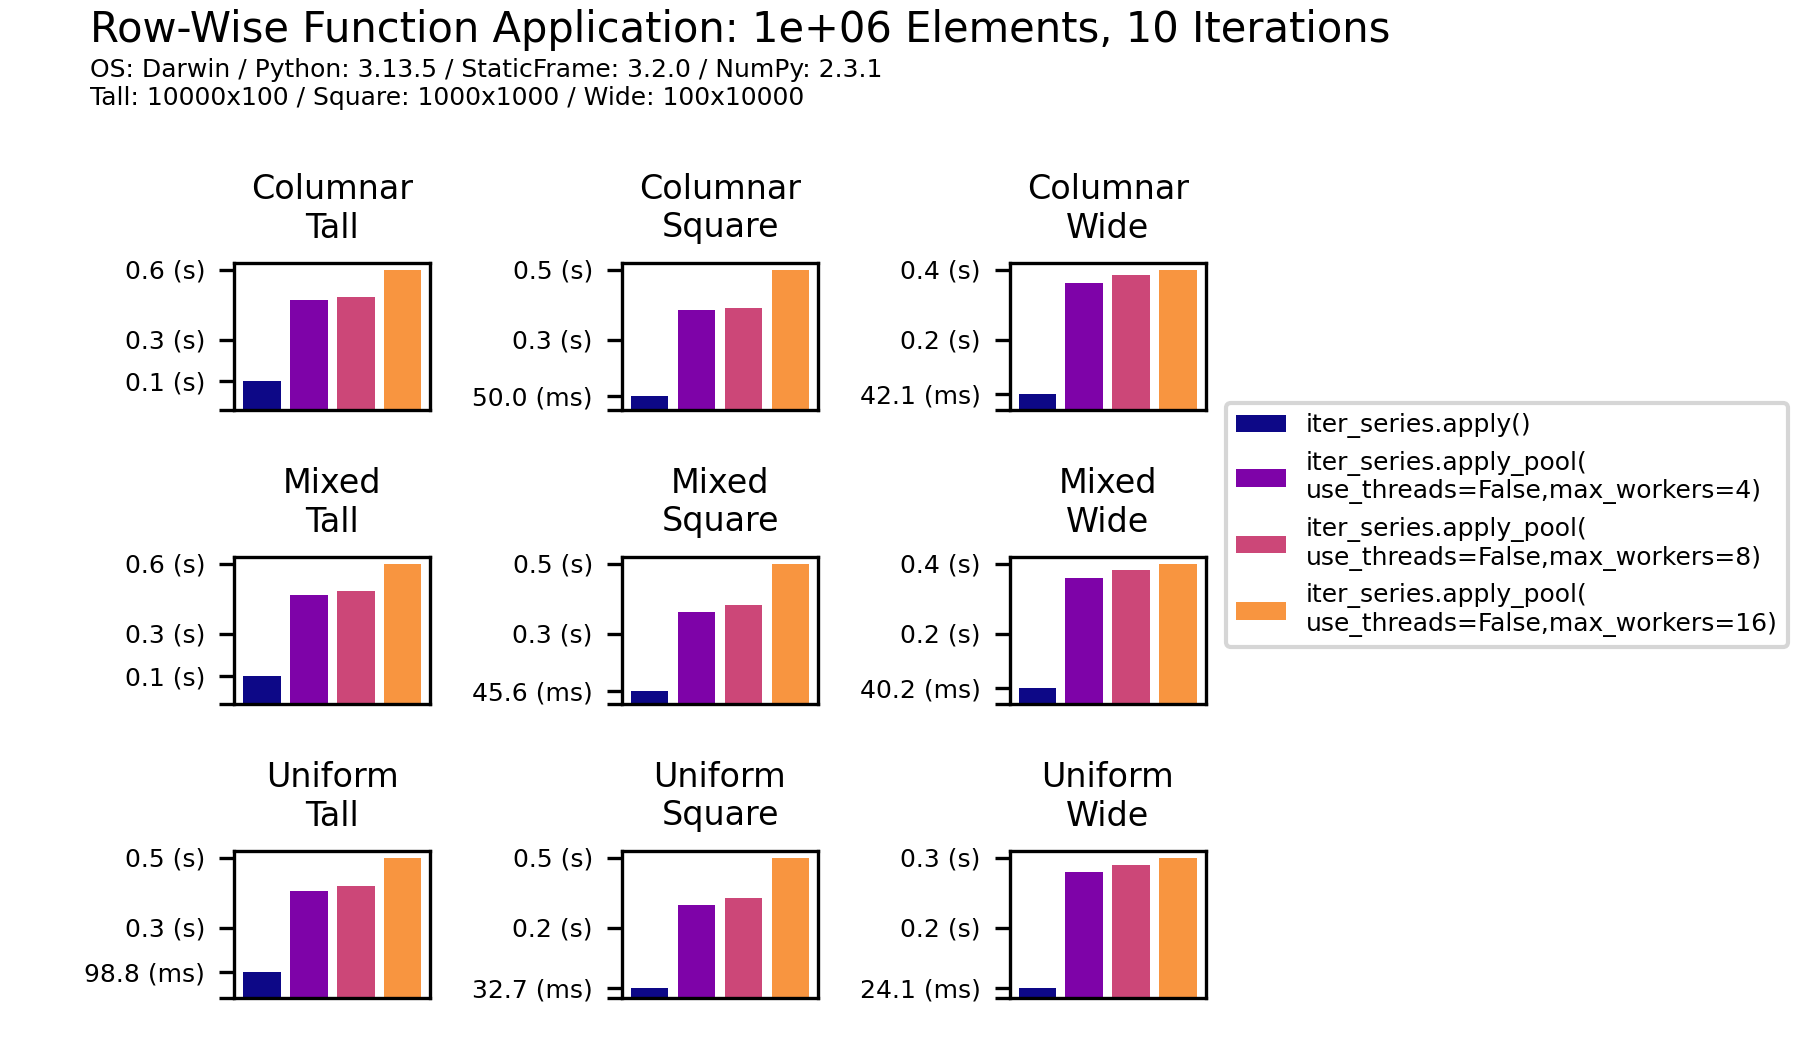 Row-Wise Function Application: 1e+06 Elements, 10 Iterations
OS: Darwin / Python: 3.13.5 / StaticFrame: 3.2.0 / NumPy: 2.3.1
Tall: 10000x100 / Square: 1000x1000 / Wide: 100x10000
Columnar
Tall
0.6 (s)
0.3 (s)
0.1 (s)
Columnar
Square
0.5 (s)
0.3 (s)
50.0 (ms)
Columnar
Wide
0.4 (s)
0.2 (s)
42.1 (ms)
Mixed
Tall
0.6 (s)
0.3 (s)
0.1 (s)
Mixed
Square
0.5 (s)
0.3 (s)
45.6 (ms)
Mixed
Wide
0.4 (s)
0.2 (s)
40.2 (ms)
Uniform
Tall
0.5 (s)
0.3 (s)
98.8 (ms)
Uniform
Square
0.5 (s)
0.2 (s)
32.7 (ms)
Uniform
Wide
0.3 (s)
0.2 (s)
24.1 (ms)
iter_series.apply()
iter_series.apply_pool(
use_threads=False,max_workers=4)
iter_series.apply_pool(
use_threads=False,max_workers=8)
iter_series.apply_pool(
use_threads=False,max_workers=16)